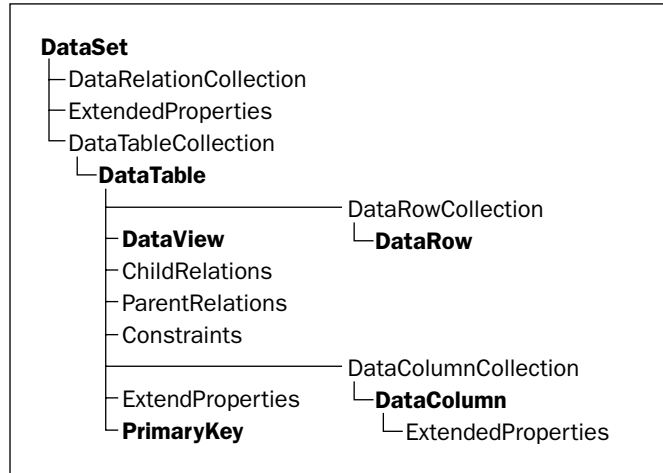 DataSet
DataRelationCollection
ExtendedProperties
DataTableCollection
DataTable
DataRowCollection
DataView
DataRow
ChildRelations
ParentRelations
Constraints
DataColumnCollection
ExtendProperties
DataColumn
PrimaryKey
ExtendedProperties